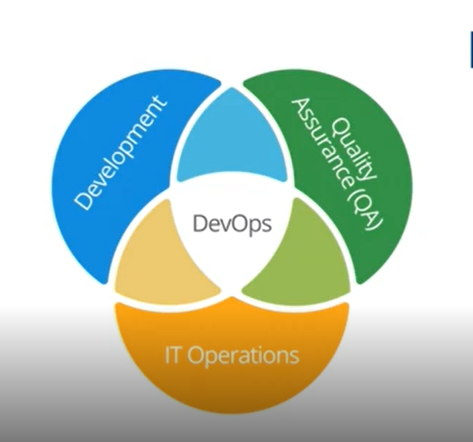 Development
Quality
Assurance (QA)
DevOps
IT Operations